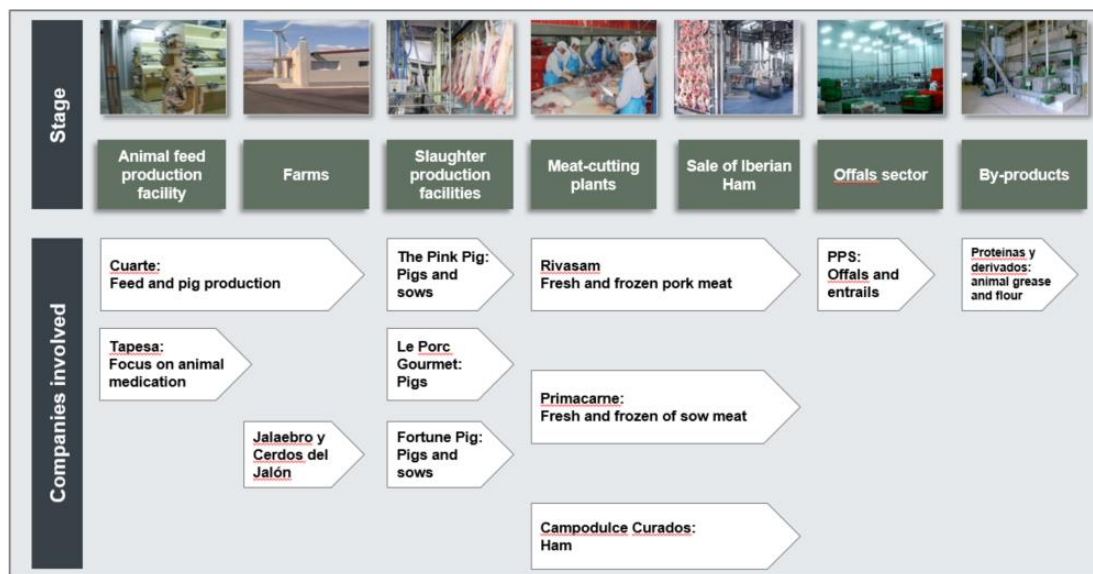 Stage
Animal feed
production
facility
Farms
Slaughter
production
facilities
Meat-cutting
plants
Sale of Iberian
Ham
Offals sector
By-products
Companies involved
Cuarte:
Feed and pig production
The Pink Pig:
Pigs and
sows
Rivasam
Fresh and frozen pork meat
PPS:
Offals and
entrails
Proteinas y
derivados:
animal grease
and flour
Tapesa:
Focus on animal
medication
Le Porc
Gourmet:
Pigs
Primacarne:
Fresh and frozen of sow meat
Jalaebro y
Cerdos del
Jalón
Fortune Pig:
Pigs and
sows
Campodulce Curados:
Ham